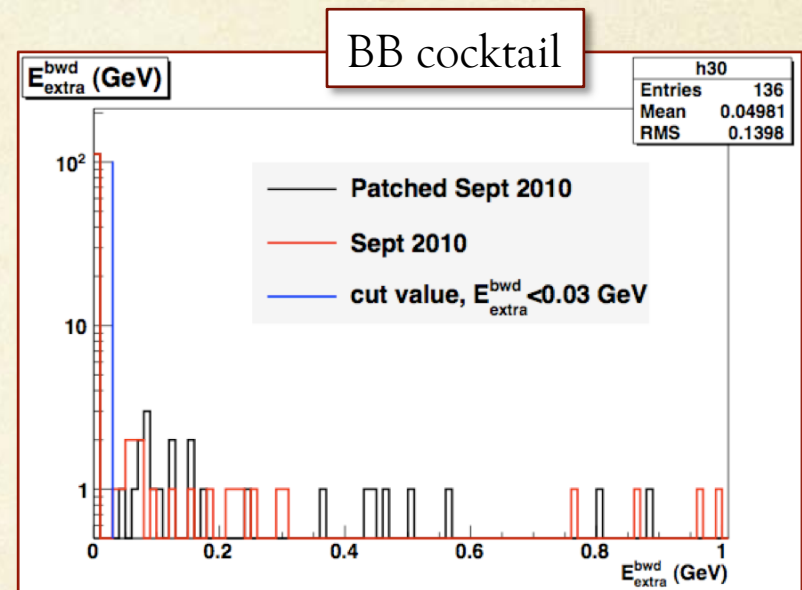 BB cocktail
E^bwd_extra (GeV)
h30
Entries 136
Mean 0.04981
RMS 0.1398
10²
Patched Sept 2010
Sept 2010
cut value, E^bwd_extra<0.03 GeV
10
1
0 0.2 0.4 0.6 0.8 1
E^bwd_extra (GeV)